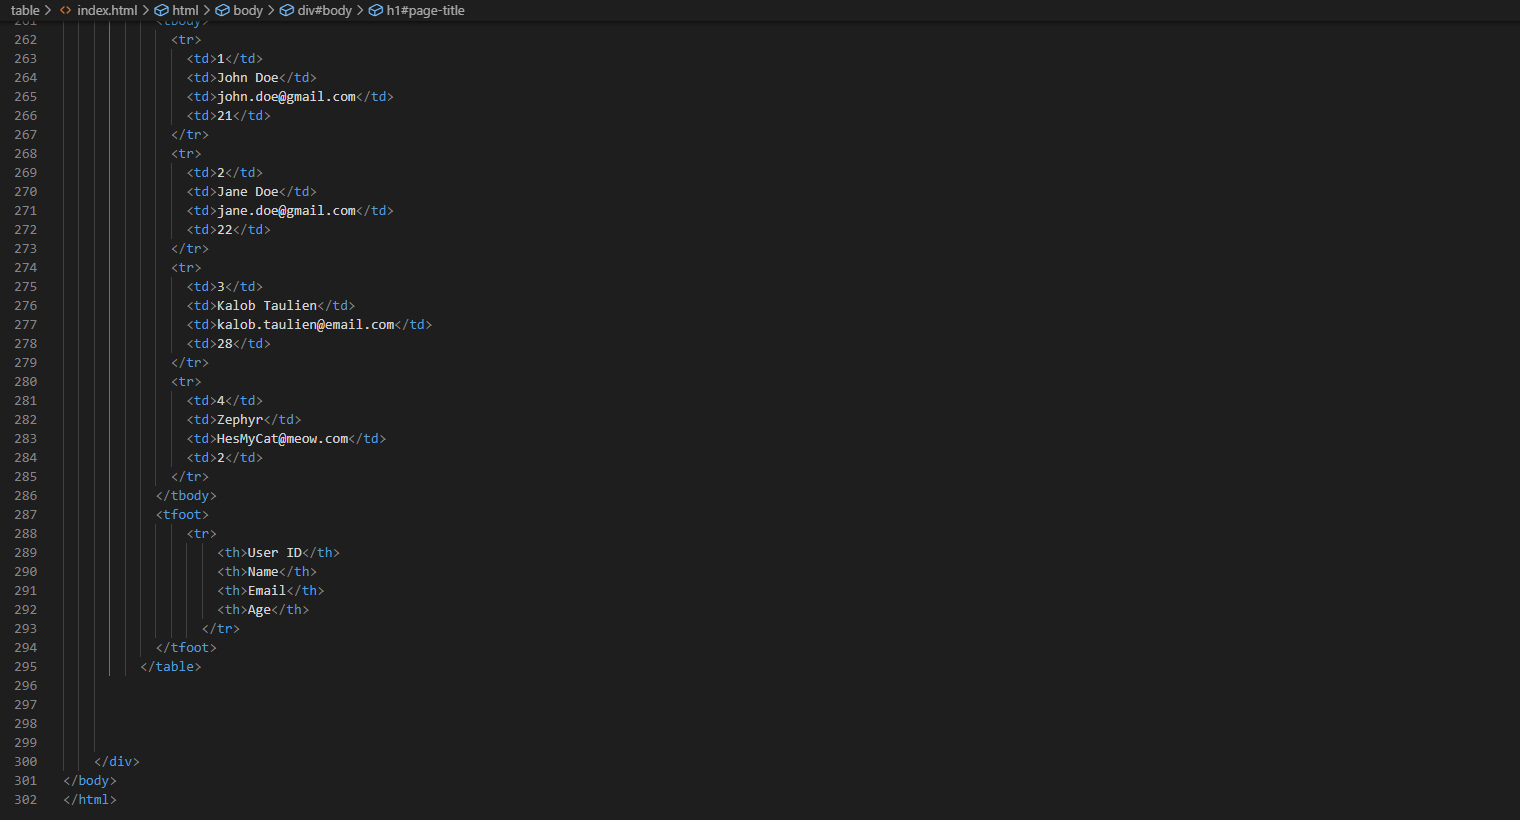 table > <> index.html > html > body > div#body > h1#page-title
261 <tbody>
262 <tr>
263 <td>1</td>
264 <td>John Doe</td>
265 <td>john.doe@gmail.com</td>
266 <td>21</td>
267 </tr>
268 <tr>
269 <td>2</td>
270 <td>Jane Doe</td>
271 <td>jane.doe@gmail.com</td>
272 <td>22</td>
273 </tr>
274 <tr>
275 <td>3</td>
276 <td>Kalob Taulien</td>
277 <td>kalob.taulien@email.com</td>
278 <td>28</td>
279 </tr>
280 <tr>
281 <td>4</td>
282 <td>Zephyr</td>
283 <td>HesMyCat@meow.com</td>
284 <td>2</td>
285 </tr>
286 </tbody>
287 <tfoot>
288 <tr>
289 <th>User ID</th>
290 <th>Name</th>
291 <th>Email</th>
292 <th>Age</th>
293 </tr>
294 </tfoot>
295 </table>
296
297
298
299
300 </div>
301 </body>
302 </html>